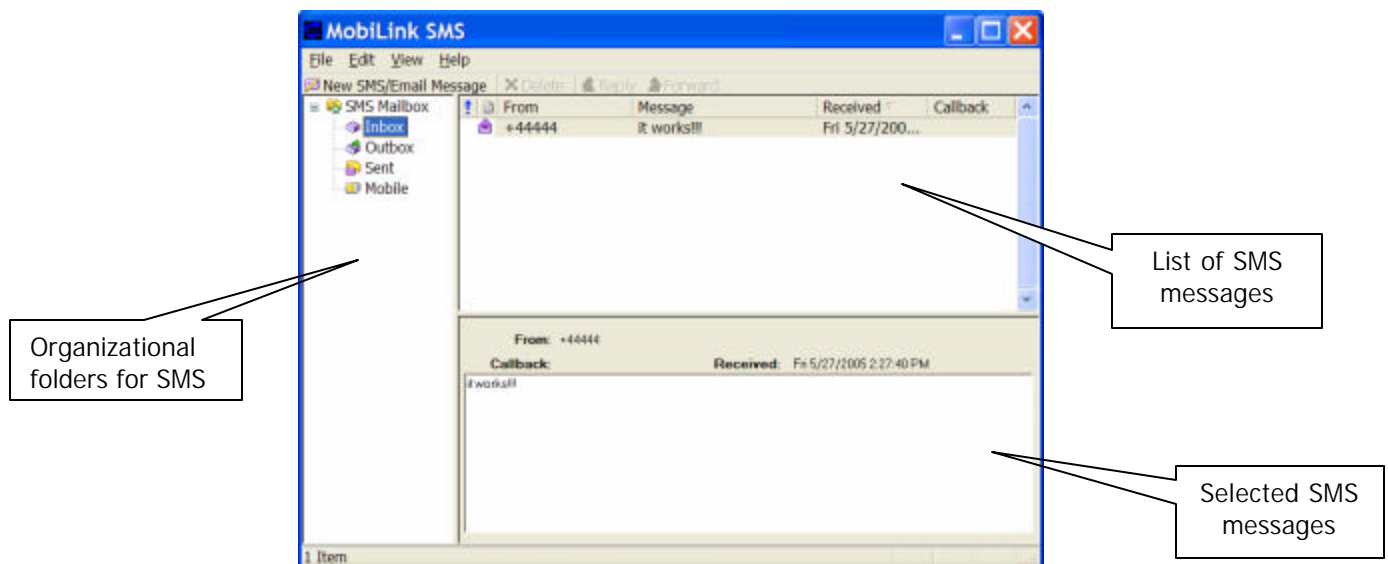 MobiLink SMS
File Edit View Help
New SMS/Email Message Delete Reply Forward
SMS Mailbox
Inbox
Outbox
Sent
Mobile
From Message Received Callback
+44444 it works!!! Fri 5/27/200...
From: +44444
Callback: Received: Fri 5/27/2005 2:27:40 PM
it works!!!
1 Item
Organizational
folders for SMS
List of SMS
messages
Selected SMS
messages